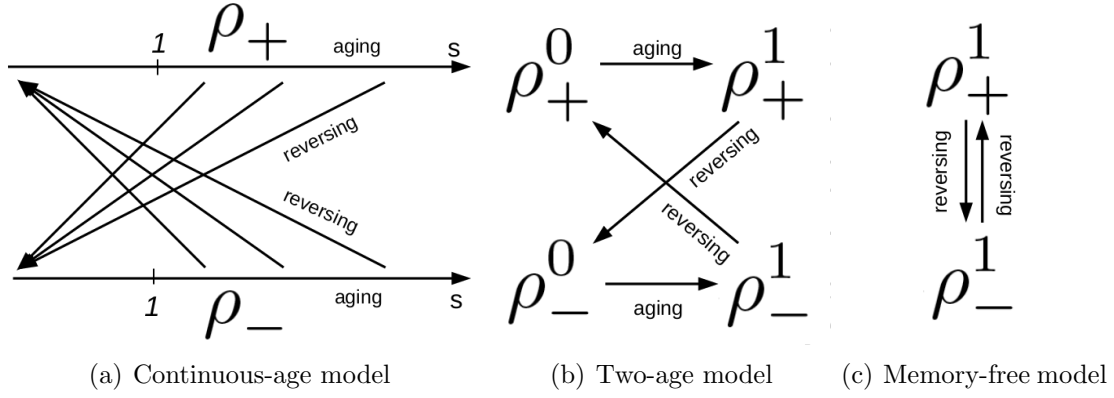 1 ρ₊ aging s
reversing
reversing
1 ρ₋ aging s
(a) Continuous-age model
ρ₊⁰ aging ρ₊¹
reversing
reversing
ρ₋⁰ aging ρ₋¹
(b) Two-age model
ρ₊¹
reversing reversing
ρ₋¹
(c) Memory-free model